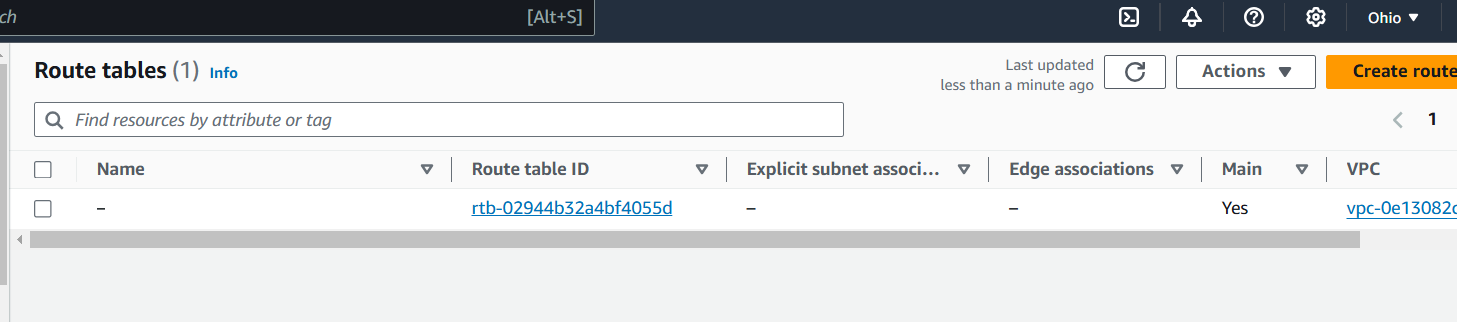 ch [Alt+S] Ohio
Route tables (1) Info
Last updated
less than a minute ago
Actions
Create route
Find resources by attribute or tag
1
Name Route table ID Explicit subnet associ... Edge associations Main VPC
– rtb-02944b32a4bf4055d – – Yes vpc-0e13082c